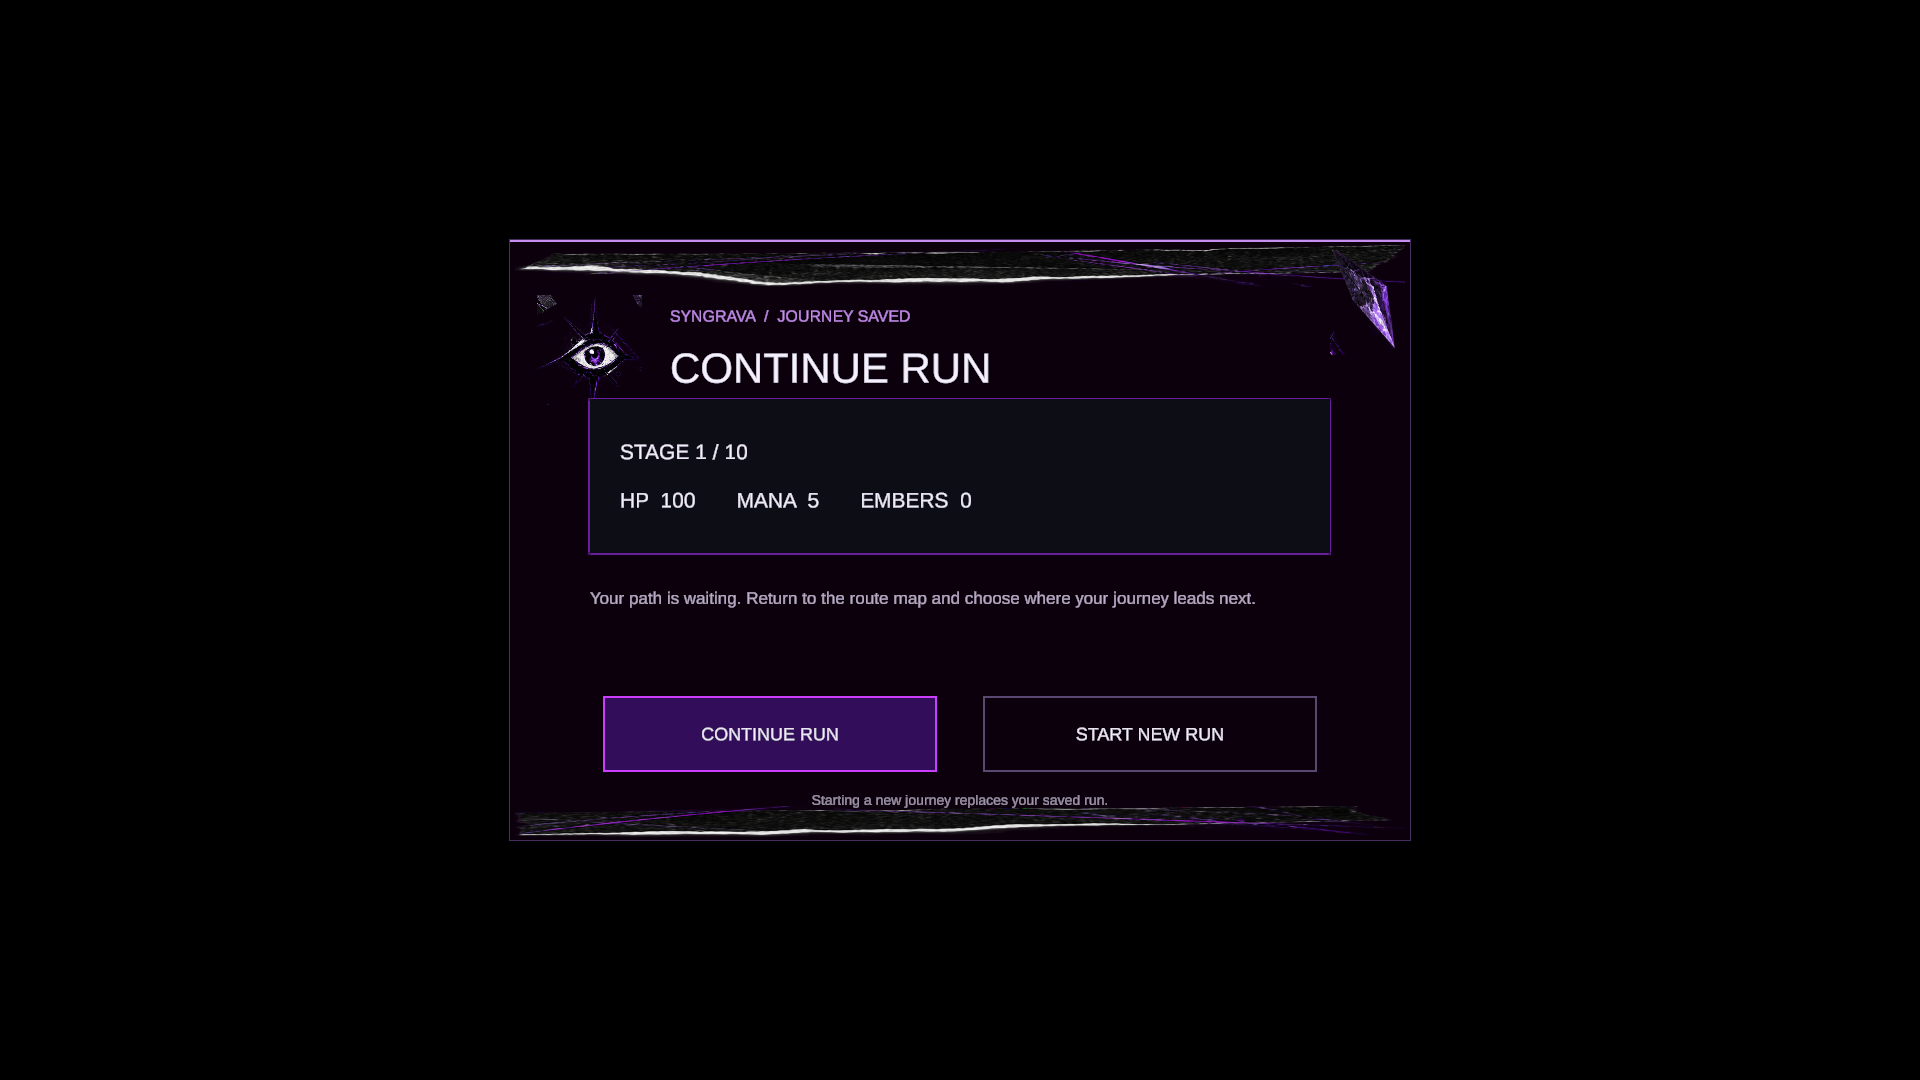 SYNGRAVA / JOURNEY SAVED
CONTINUE RUN
STAGE 1 / 10
HP 100 MANA 5 EMBERS 0
Your path is waiting. Return to the route map and choose where your journey leads next.
CONTINUE RUN
START NEW RUN
Starting a new journey replaces your saved run.